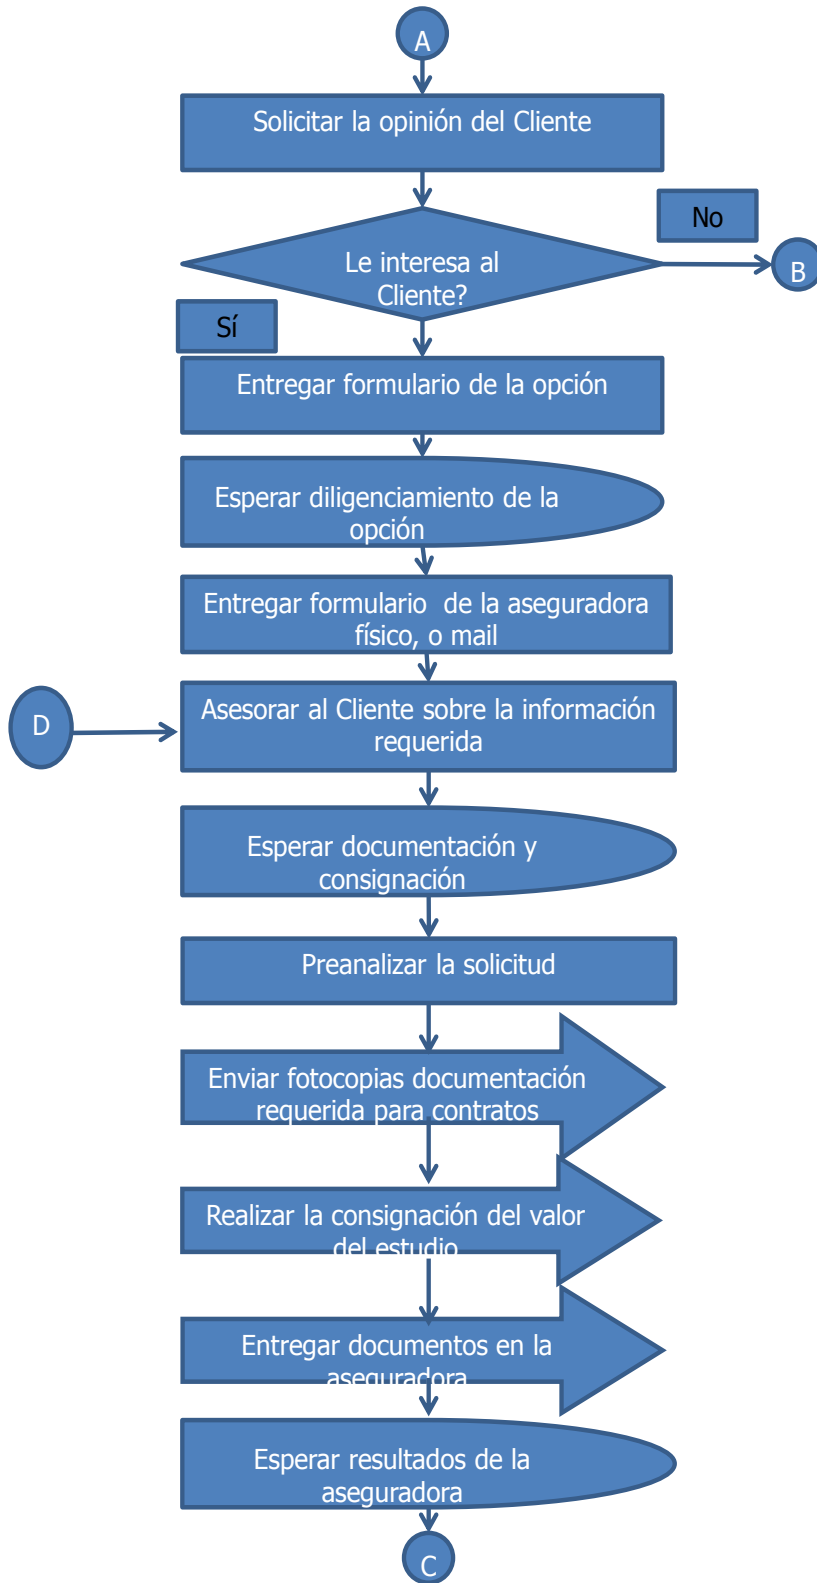 A
Solicitar la opinión del Cliente
No
Le interesa al
Cliente?
B
Sí
Entregar formulario de la opción
Esperar diligenciamiento de la
opción
Entregar formulario  de la aseguradora
físico, o mail
D
Asesorar al Cliente sobre la información
requerida
Esperar documentación y
consignación
Preanalizar la solicitud
Enviar fotocopias documentación
requerida para contratos
Realizar la consignación del valor
del estudio
Entregar documentos en la
aseguradora
Esperar resultados de la
aseguradora
C